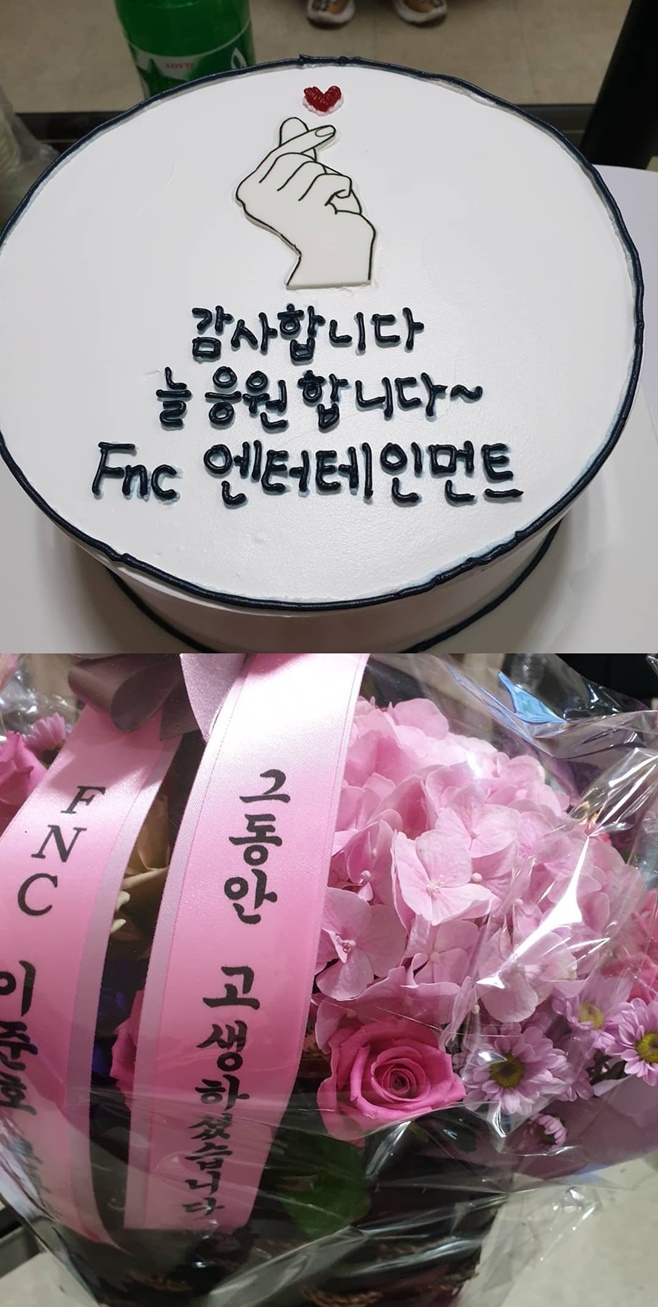 LOTTE
감사합니다
늘 응원 합니다~
Fnc 엔터테인먼트
FNC 이준호
그동안 고생하셨습니다